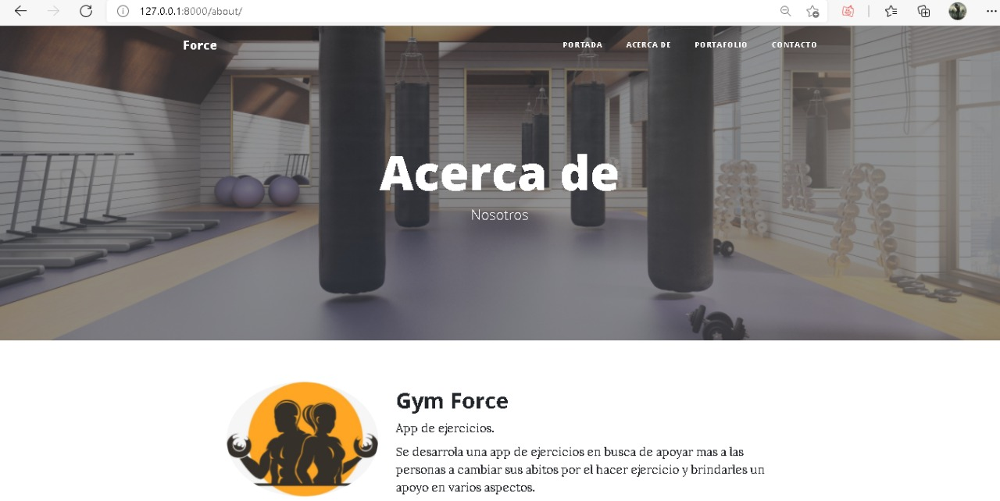 127.0.0.1:8000/about/
Force
PORTADA ACERCA DE PORTAFOLIO CONTACTO
Acerca de
Nosotros
Gym Force
App de ejercicios.
Se desarrola una app de ejercicios en busca de apoyar mas a las
personas a cambiar sus abitos por el hacer ejercicio y brindarles un
apoyo en varios aspectos.